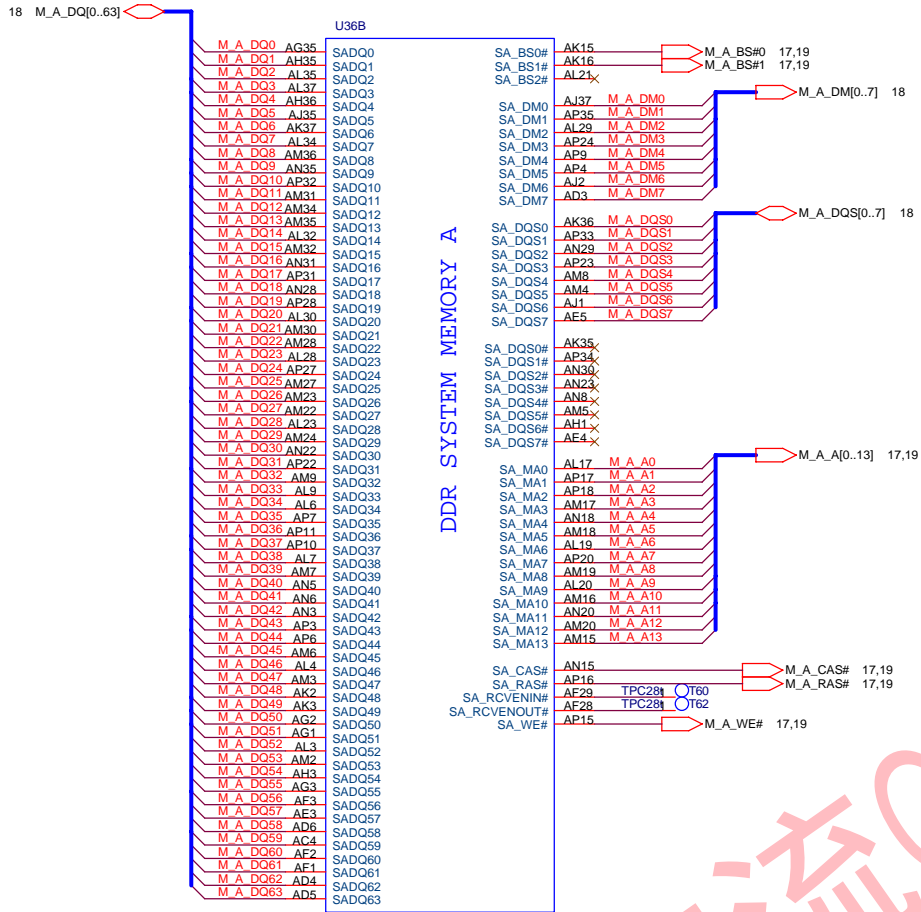 18 M_A_DQ[0..63]
U36B
M_A_DQ0 AG35 SADQ0
M_A_DQ1 AH35 SADQ1
M_A_DQ2 AL35 SADQ2
M_A_DQ3 AL37 SADQ3
M_A_DQ4 AH36 SADQ4
M_A_DQ5 AJ35 SADQ5
M_A_DQ6 AK37 SADQ6
M_A_DQ7 AL34 SADQ7
M_A_DQ8 AM36 SADQ8
M_A_DQ9 AN35 SADQ9
M_A_DQ10 AP32 SADQ10
M_A_DQ11 AM31 SADQ11
M_A_DQ12 AM34 SADQ12
M_A_DQ13 AM35 SADQ13
M_A_DQ14 AL32 SADQ14
M_A_DQ15 AM32 SADQ15
M_A_DQ16 AN31 SADQ16
M_A_DQ17 AP31 SADQ17
M_A_DQ18 AN28 SADQ18
M_A_DQ19 AP28 SADQ19
M_A_DQ20 AL30 SADQ20
M_A_DQ21 AM30 SADQ21
M_A_DQ22 AM28 SADQ22
M_A_DQ23 AL28 SADQ23
M_A_DQ24 AP27 SADQ24
M_A_DQ25 AM27 SADQ25
M_A_DQ26 AM23 SADQ26
M_A_DQ27 AM22 SADQ27
M_A_DQ28 AL23 SADQ28
M_A_DQ29 AM24 SADQ29
M_A_DQ30 AN22 SADQ30
M_A_DQ31 AP22 SADQ31
M_A_DQ32 AM9 SADQ32
M_A_DQ33 AL9 SADQ33
M_A_DQ34 AL6 SADQ34
M_A_DQ35 AP7 SADQ35
M_A_DQ36 AP11 SADQ36
M_A_DQ37 AP10 SADQ37
M_A_DQ38 AL7 SADQ38
M_A_DQ39 AM7 SADQ39
M_A_DQ40 AN5 SADQ40
M_A_DQ41 AN6 SADQ41
M_A_DQ42 AN3 SADQ42
M_A_DQ43 AP3 SADQ43
M_A_DQ44 AP6 SADQ44
M_A_DQ45 AM6 SADQ45
M_A_DQ46 AL4 SADQ46
M_A_DQ47 AM3 SADQ47
M_A_DQ48 AK2 SADQ48
M_A_DQ49 AK3 SADQ49
M_A_DQ50 AG2 SADQ50
M_A_DQ51 AG1 SADQ51
M_A_DQ52 AL3 SADQ52
M_A_DQ53 AM2 SADQ53
M_A_DQ54 AH3 SADQ54
M_A_DQ55 AG3 SADQ55
M_A_DQ56 AF3 SADQ56
M_A_DQ57 AE3 SADQ57
M_A_DQ58 AD6 SADQ58
M_A_DQ59 AC4 SADQ59
M_A_DQ60 AF2 SADQ60
M_A_DQ61 AF1 SADQ61
M_A_DQ62 AD4 SADQ62
M_A_DQ63 AD5 SADQ63
DDR SYSTEM MEMORY A
SA_BS0# AK15 M_A_BS#0 17,19
SA_BS1# AK16 M_A_BS#1 17,19
SA_BS2# AL21
SA_DM0 AJ37 M_A_DM0
SA_DM1 AP35 M_A_DM1
SA_DM2 AL29 M_A_DM2
SA_DM3 AP24 M_A_DM3
SA_DM4 AP9 M_A_DM4
SA_DM5 AP4 M_A_DM5
SA_DM6 AJ2 M_A_DM6
SA_DM7 AD3 M_A_DM7
M_A_DM[0..7] 18
SA_DQS0 AK36 M_A_DQS0
SA_DQS1 AP33 M_A_DQS1
SA_DQS2 AN29 M_A_DQS2
SA_DQS3 AP23 M_A_DQS3
SA_DQS4 AM8 M_A_DQS4
SA_DQS5 AM4 M_A_DQS5
SA_DQS6 AJ1 M_A_DQS6
SA_DQS7 AE5 M_A_DQS7
M_A_DQS[0..7] 18
SA_DQS0# AK35
SA_DQS1# AP34
SA_DQS2# AN30
SA_DQS3# AN23
SA_DQS4# AN8
SA_DQS5# AM5
SA_DQS6# AH1
SA_DQS7# AE4
SA_MA0 AL17 M_A_A0
SA_MA1 AP17 M_A_A1
SA_MA2 AP18 M_A_A2
SA_MA3 AM17 M_A_A3
SA_MA4 AN18 M_A_A4
SA_MA5 AM18 M_A_A5
SA_MA6 AL19 M_A_A6
SA_MA7 AP20 M_A_A7
SA_MA8 AM19 M_A_A8
SA_MA9 AL20 M_A_A9
SA_MA10 AM16 M_A_A10
SA_MA11 AN20 M_A_A11
SA_MA12 AM20 M_A_A12
SA_MA13 AM15 M_A_A13
M_A_A[0..13] 17,19
SA_CAS# AN15 M_A_CAS# 17,19
SA_RAS# AP16 M_A_RAS# 17,19
SA_RCVENIN# AF29 TPC28t T60
SA_RCVENOUT# AF28 TPC28t T62
SA_WE# AP15 M_A_WE# 17,19
流